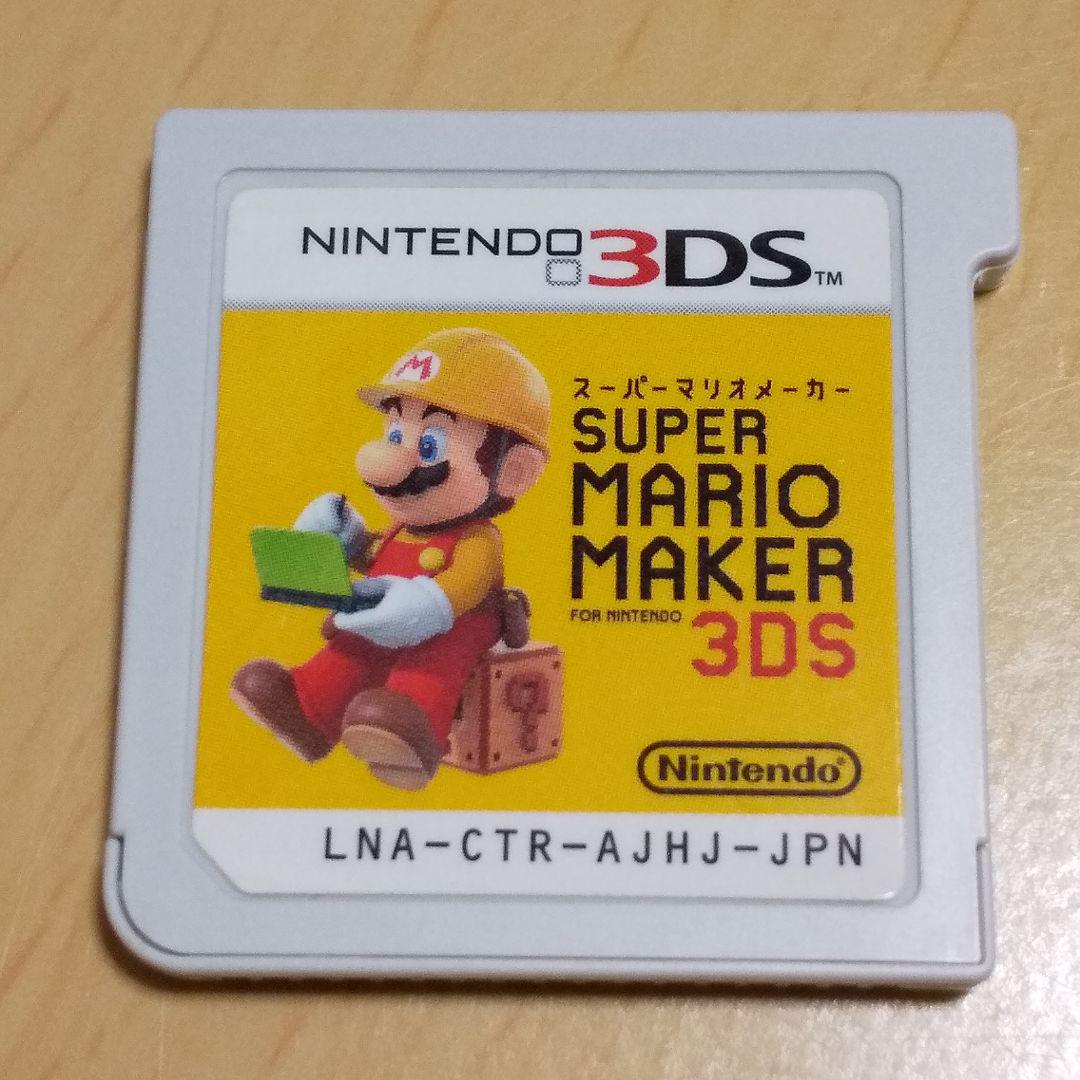 NINTENDO 3DS™
M
スーパーマリオメーカー
SUPER
MARIO
MAKER
FOR NINTENDO 3DS
Nintendo®
LNA-CTR-AJHJ-JPN